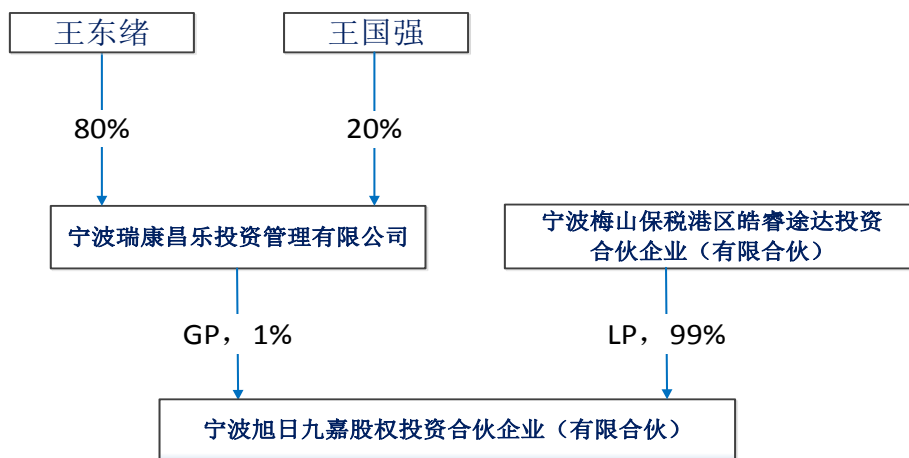 王东绪
王国强
80%
20%
宁波瑞康昌乐投资管理有限公司
宁波梅山保税港区皓睿途达投资
合伙企业（有限合伙）
GP，1%
LP，99%
宁波旭日九嘉股权投资合伙企业（有限合伙）